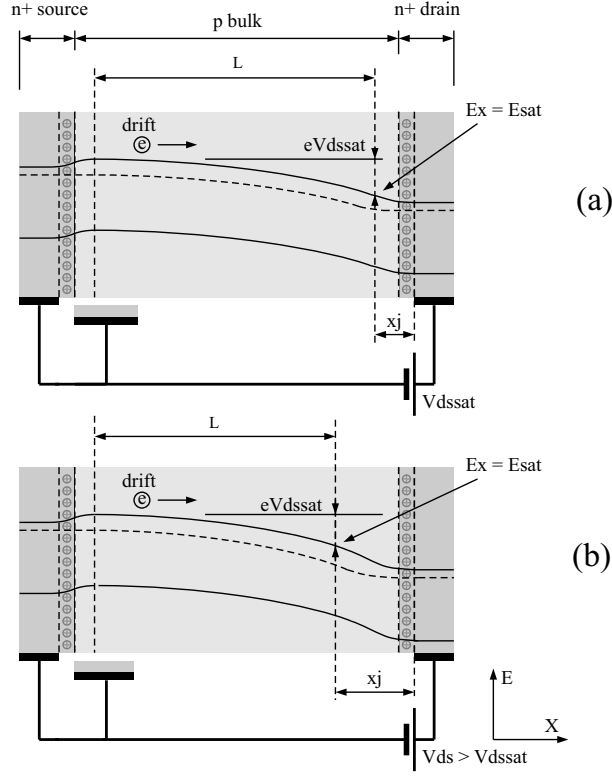 n+ source
p bulk
n+ drain
L
drift
e
eVdssat
Ex = Esat
(a)
xj
Vdssat
L
drift
e
eVdssat
Ex = Esat
(b)
xj
E
X
Vds > Vdssat